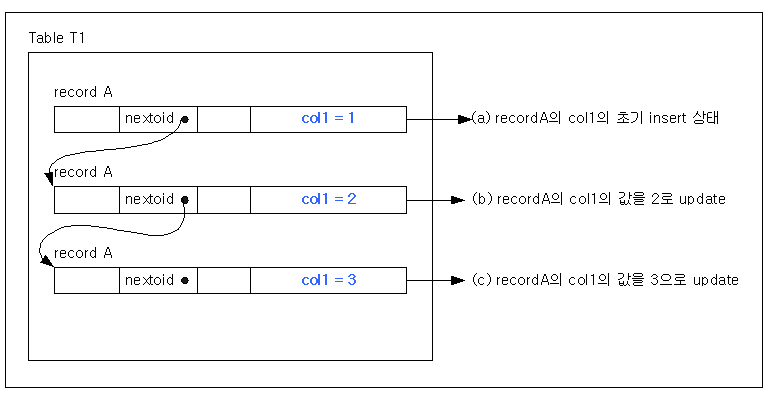 Table T1
record A
nextoid
col1 = 1
(a) recordA의 col1의 초기 insert 상태
record A
nextoid
col1 = 2
(b) recordA의 col1의 값을 2로 update
record A
nextoid
col1 = 3
(c) recordA의 col1의 값을 3으로 update